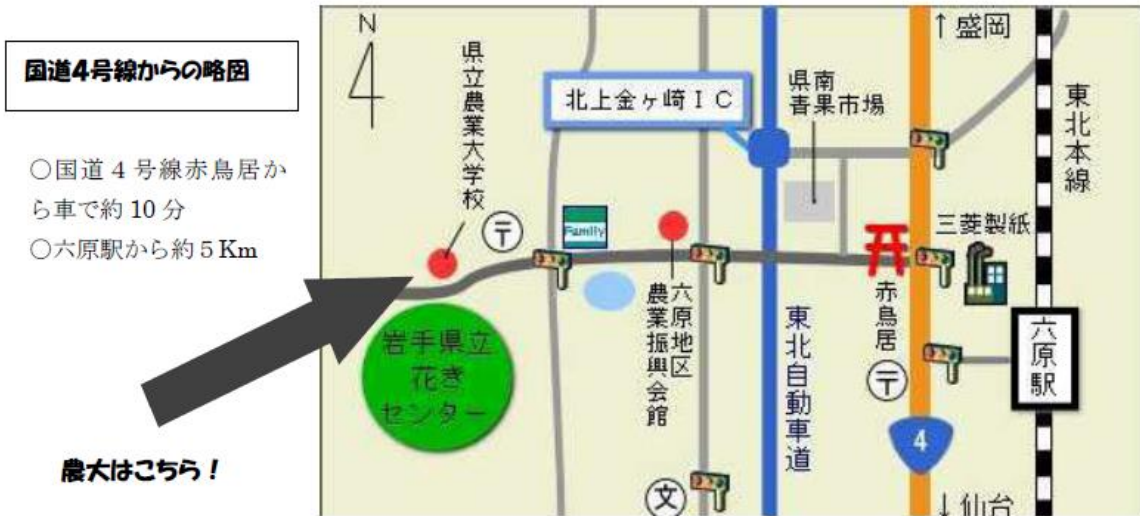 国道4号線からの略図
○国道4号線赤鳥居か
ら車で約10分
○六原駅から約5Km
農大はこちら！
N
4
県立農業大学校
〒
Family
北上金ヶ崎ＩＣ
県南
青果市場
↑盛岡
東北本線
三菱製紙
赤鳥居
〒
六原駅
六原地区
農業振興会館
東北自動車道
岩手県立
花き
センター
文
4
↓仙台